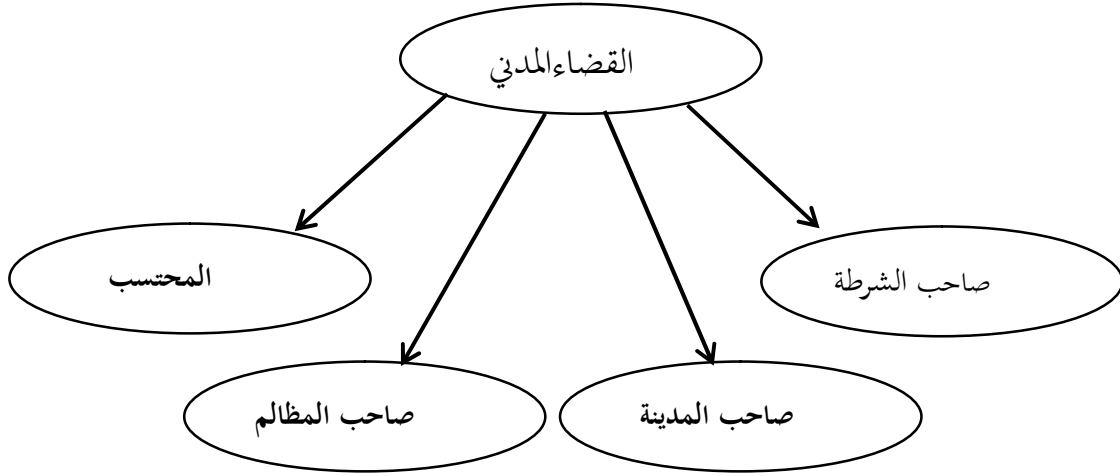 القضاءالمدني
صاحب الشرطة
المحتسب
صاحب المدينة
صاحب المظالم